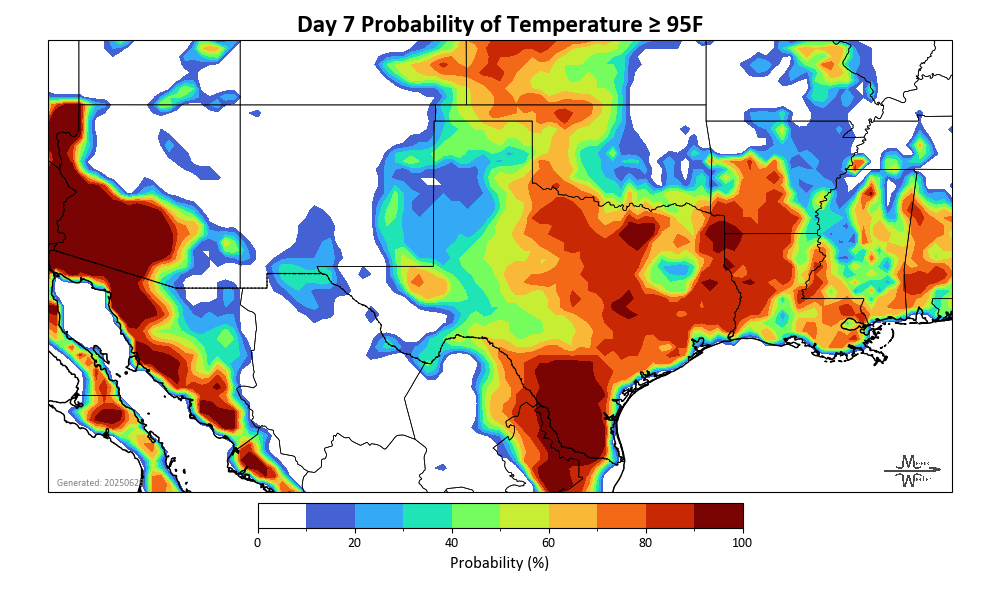 Day 7 Probability of Temperature ≥ 95F
Generated: 2025062
0 20 40 60 80 100
Probability (%)